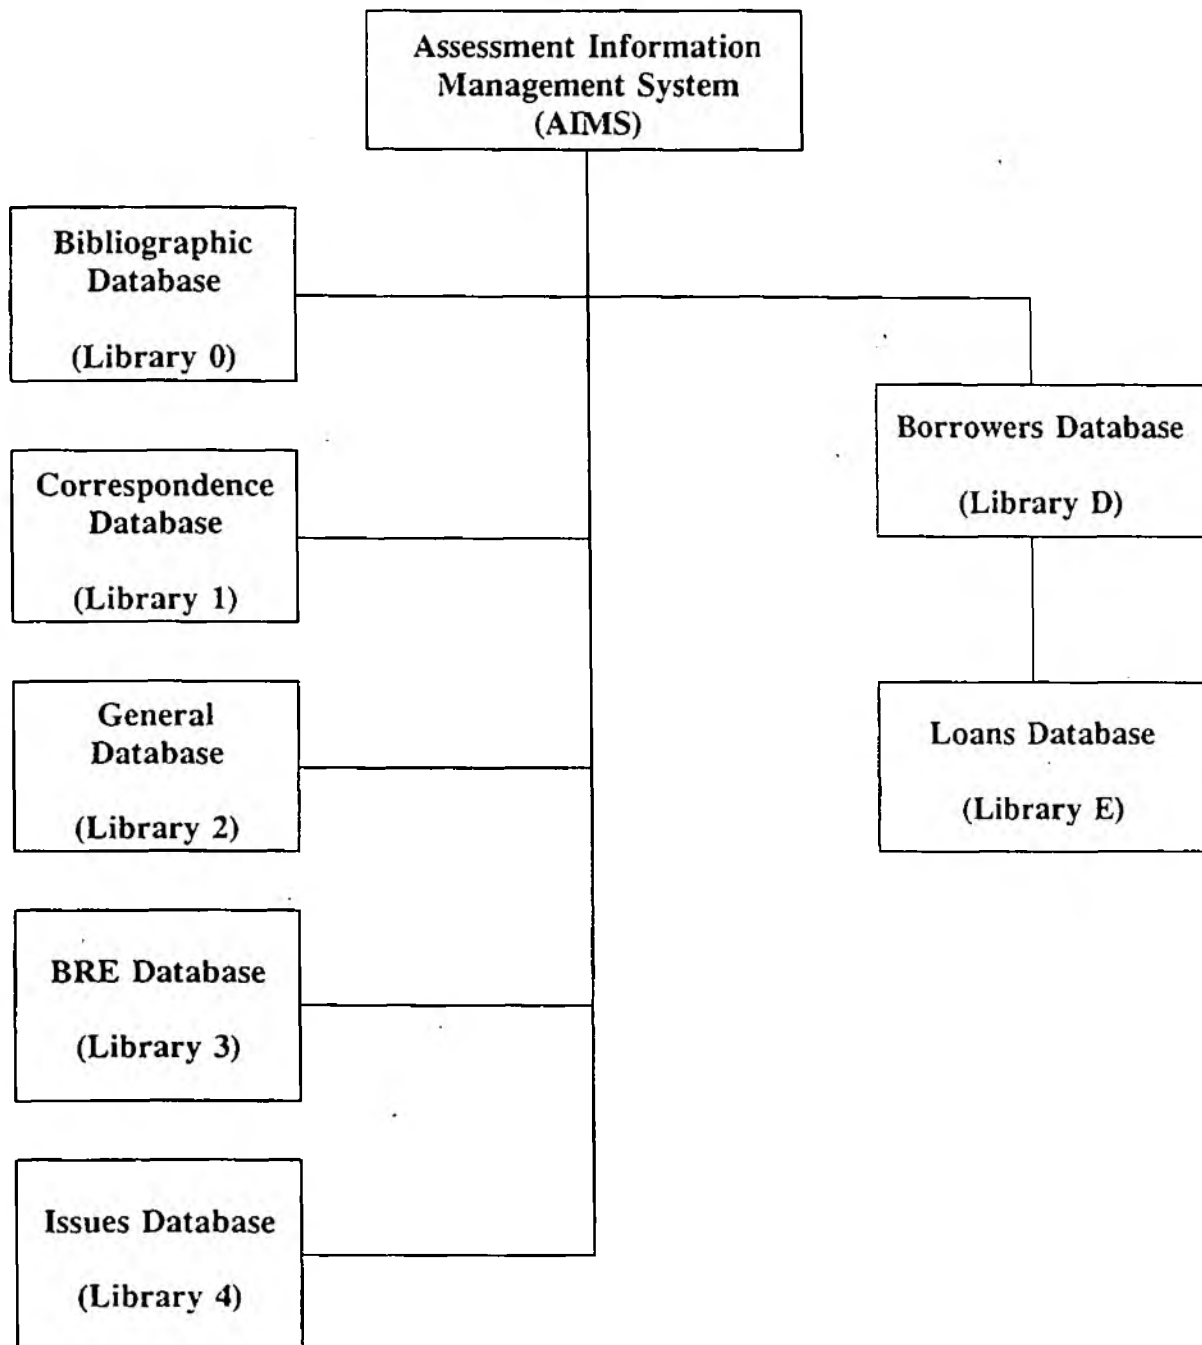 Assessment Information
Management System
(AIMS)
Bibliographic
Database
(Library 0)
Correspondence
Database
(Library 1)
General
Database
(Library 2)
BRE Database
(Library 3)
Issues Database
(Library 4)
Borrowers Database
(Library D)
Loans Database
(Library E)